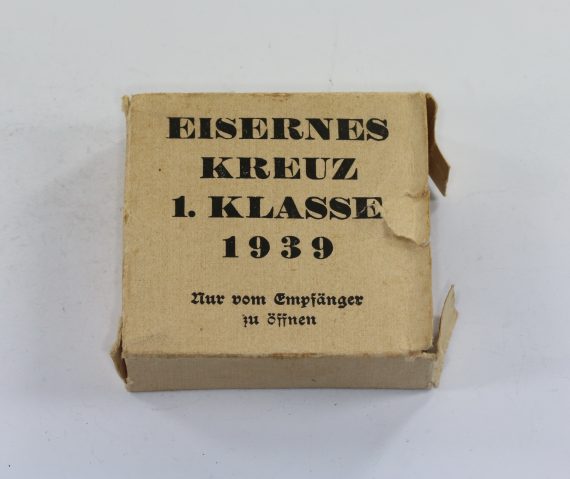 EISERNES
KREUZ
1. KLASSE
1939
Nur vom Empfänger
zu öffnen